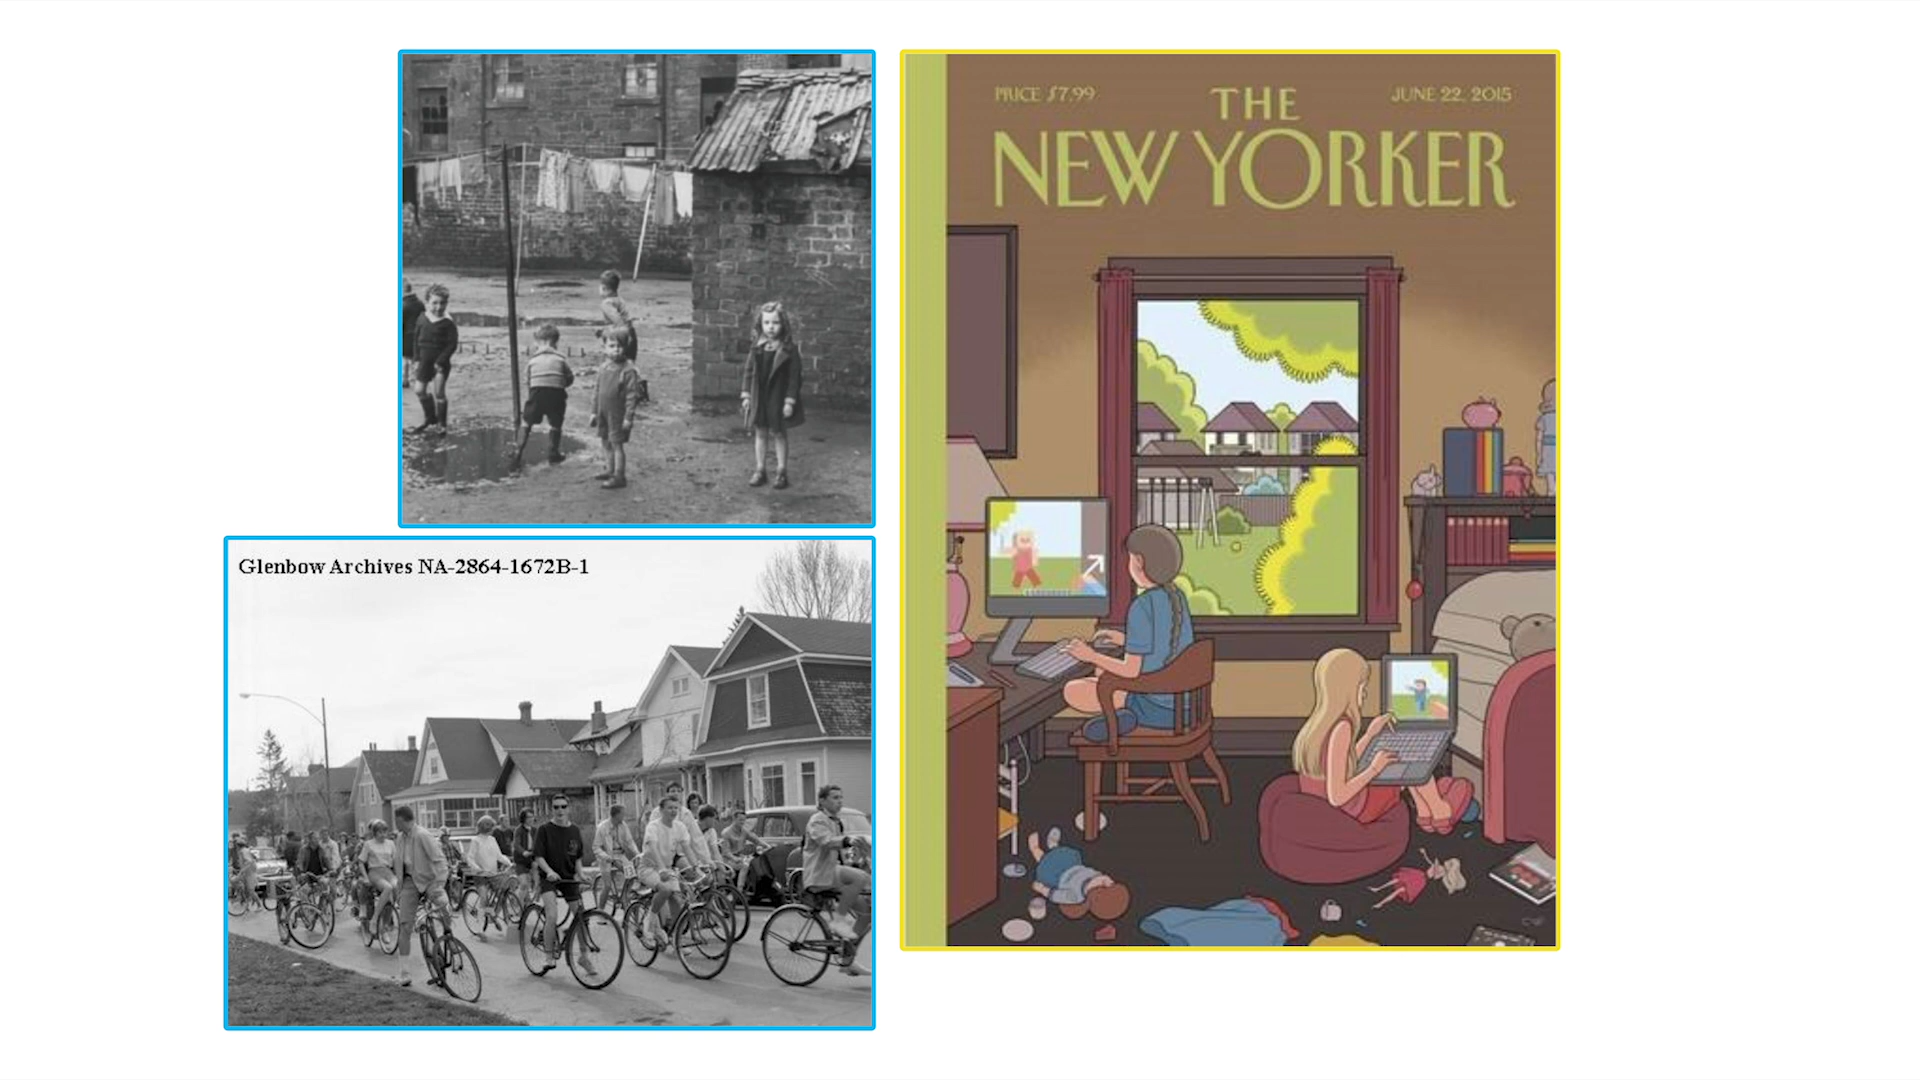 Glenbow Archives NA-2864-1672B-1
PRICE $7.99
THE
JUNE 22, 2015
NEW YORKER